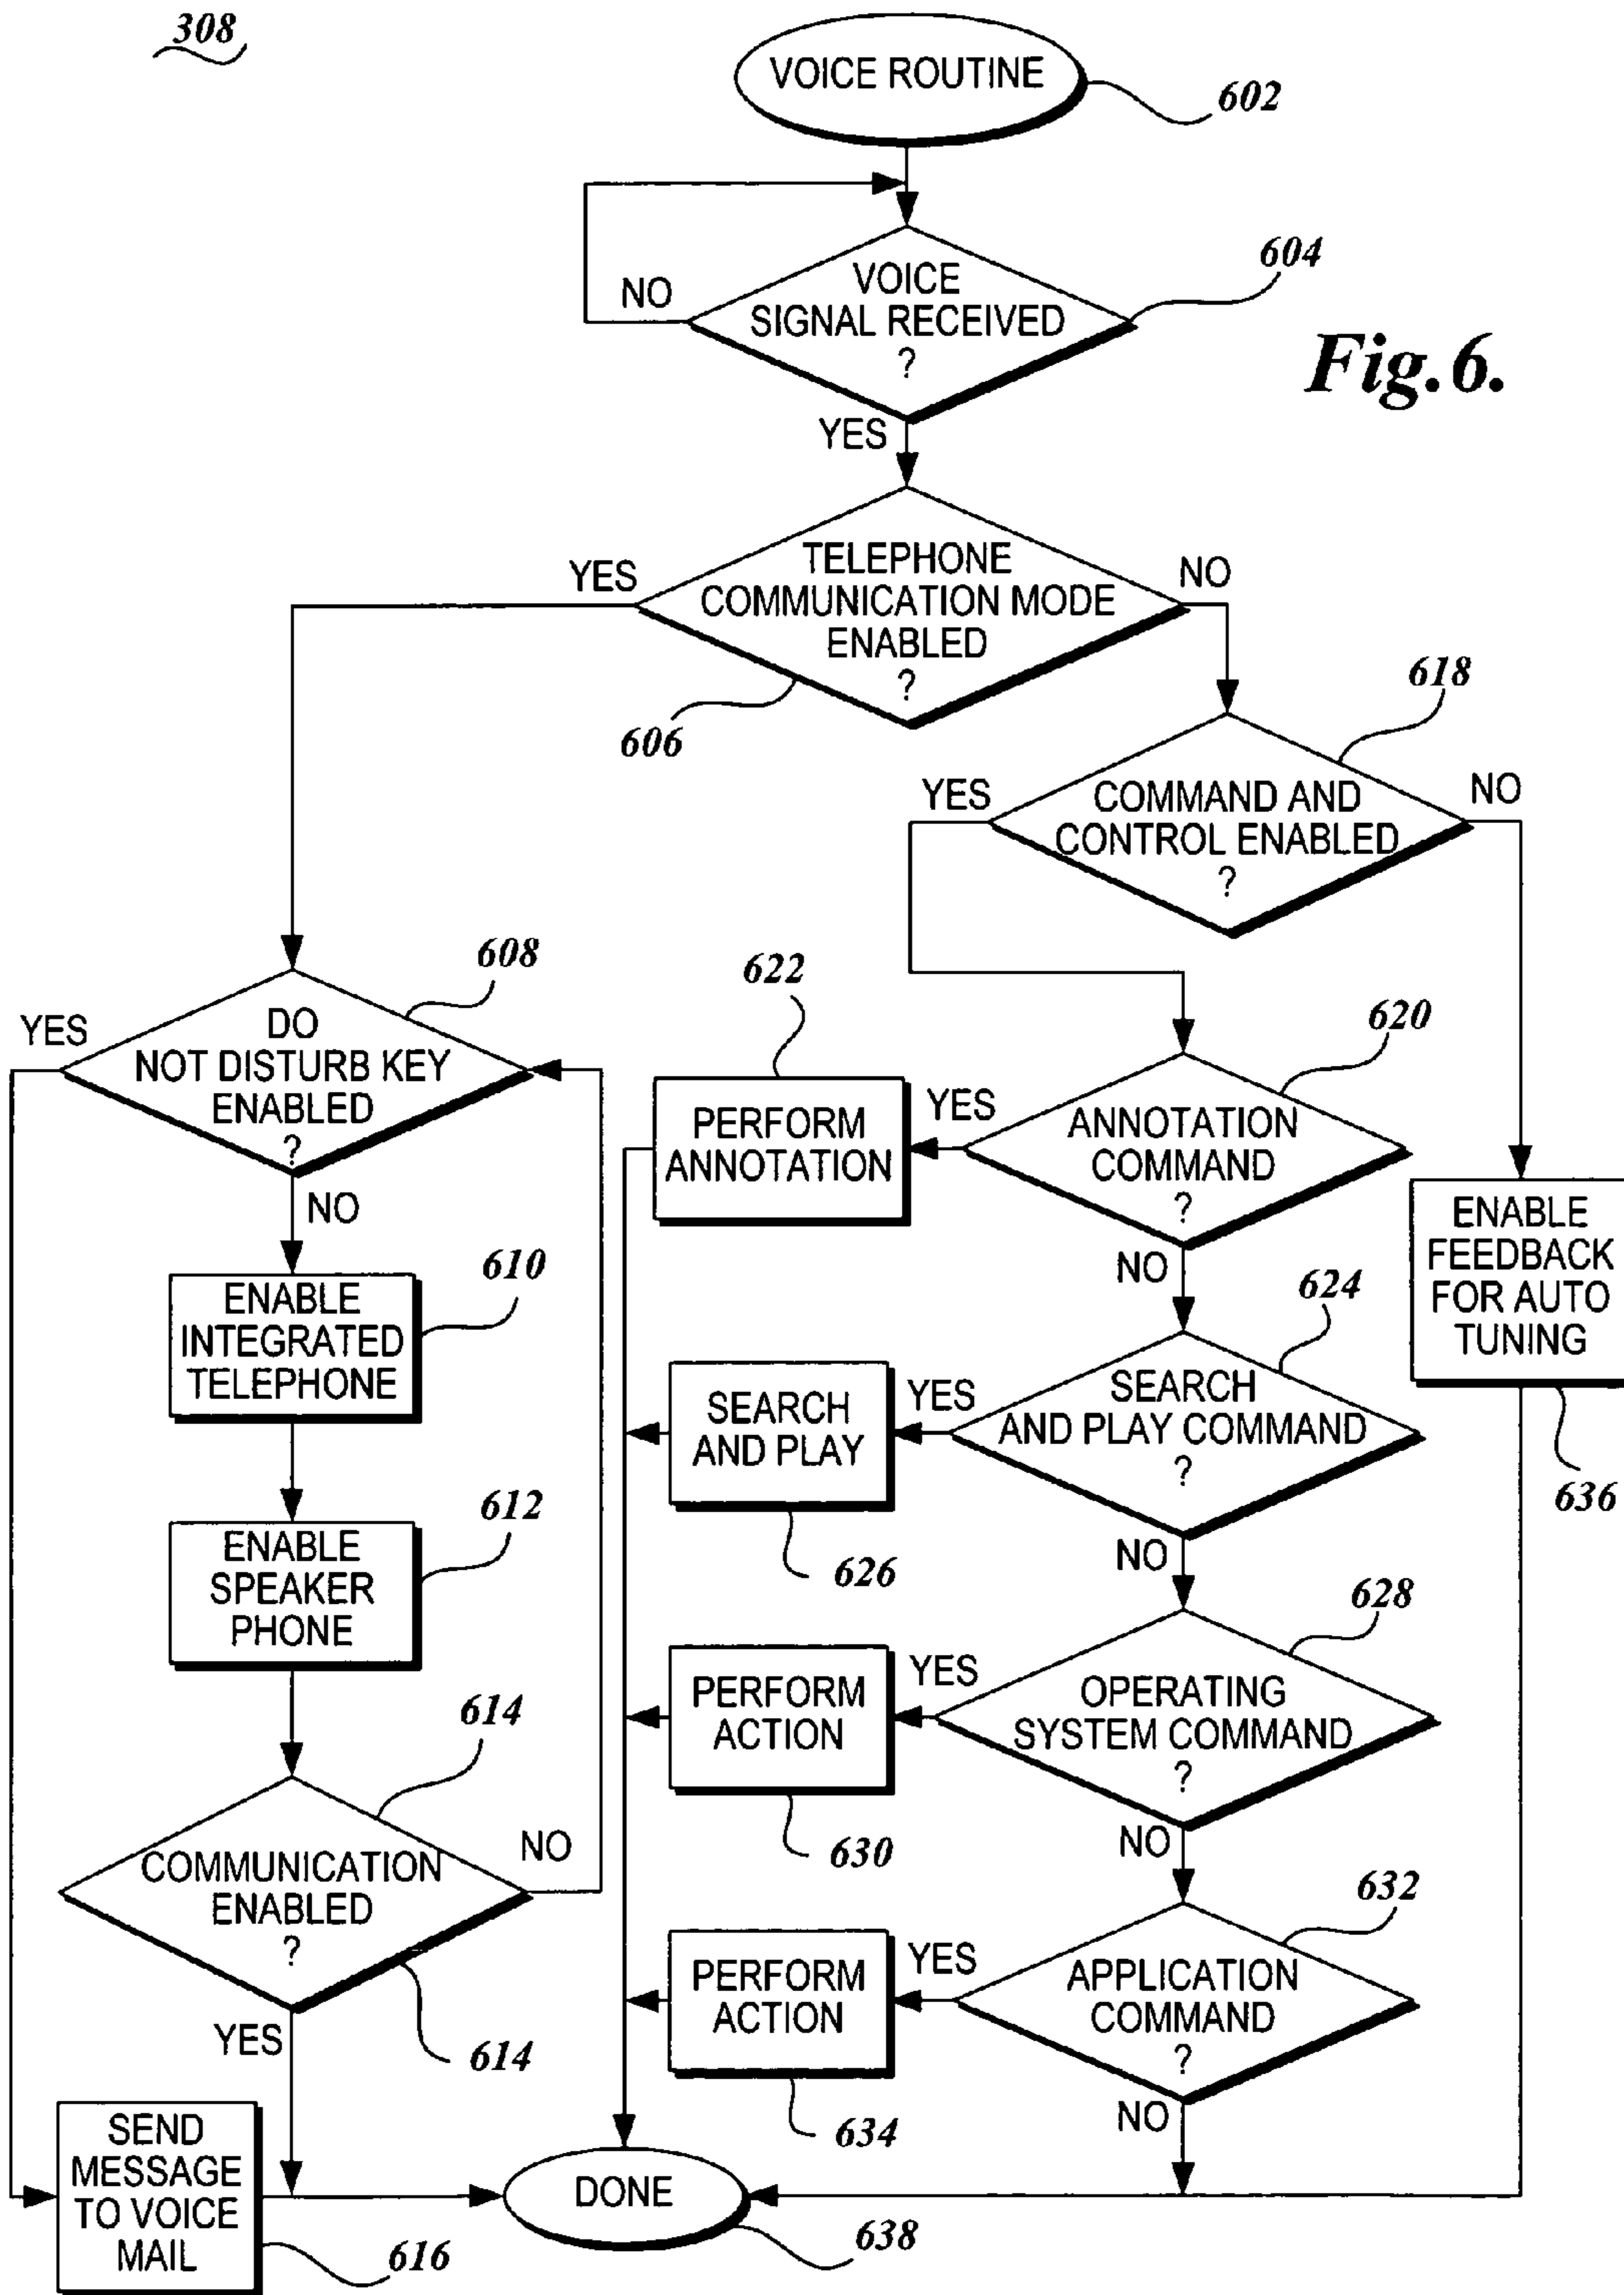 308
VOICE ROUTINE
602
VOICE
SIGNAL RECEIVED
?
604
NO
YES
Fig.6.
TELEPHONE
COMMUNICATION MODE
ENABLED
?
606
YES
NO
618
COMMAND AND
CONTROL ENABLED
?
YES
NO
608
DO
NOT DISTURB KEY
ENABLED
?
YES
NO
622
PERFORM
ANNOTATION
YES
620
ANNOTATION
COMMAND
?
NO
ENABLE
FEEDBACK
FOR AUTO
TUNING
636
610
ENABLE
INTEGRATED
TELEPHONE
624
SEARCH
AND PLAY COMMAND
?
YES
SEARCH
AND PLAY
626
NO
612
ENABLE
SPEAKER
PHONE
628
OPERATING
SYSTEM COMMAND
?
YES
PERFORM
ACTION
630
NO
614
COMMUNICATION
ENABLED
?
NO
YES
614
632
APPLICATION
COMMAND
?
YES
PERFORM
ACTION
634
NO
SEND
MESSAGE
TO VOICE
MAIL
616
DONE
638